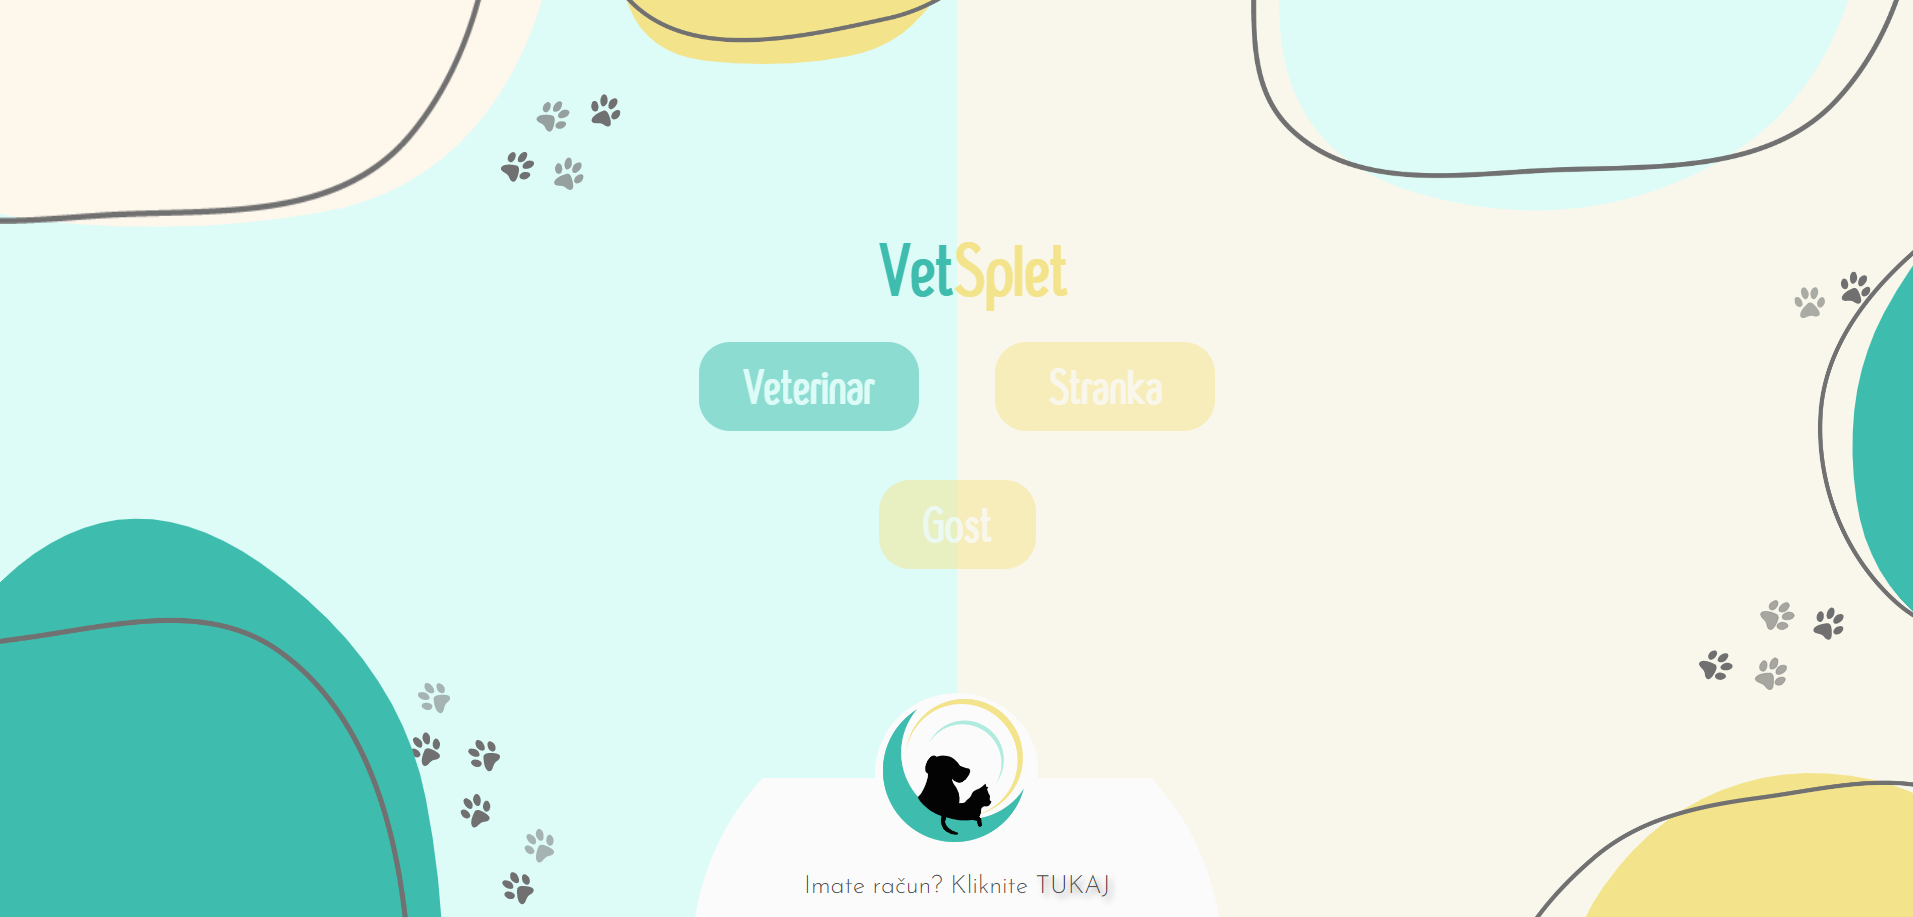 VetSplet
Veterinar
Stranka
Gost
Imate račun? Kliknite TUKAJ